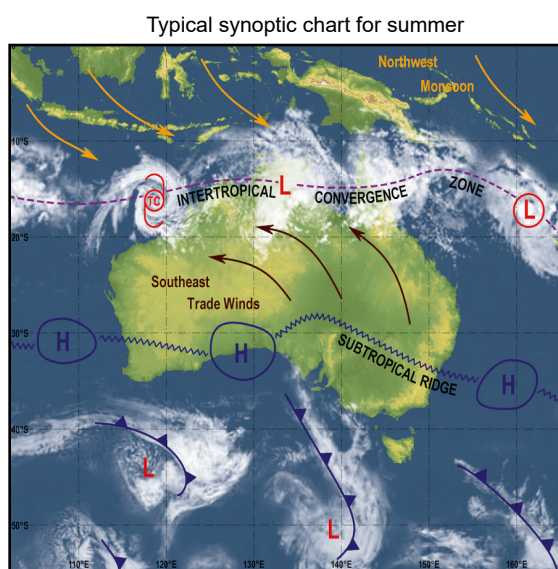 Typical synoptic chart for summer
Northwest
Monsoon
10°S
TC
INTERTROPICAL
L
CONVERGENCE
ZONE
L
20°S
Southeast
Trade Winds
30°S
H
H
SUBTROPICAL RIDGE
H
40°S
L
L
50°S
110°E
120°E
130°E
140°E
150°E
160°E